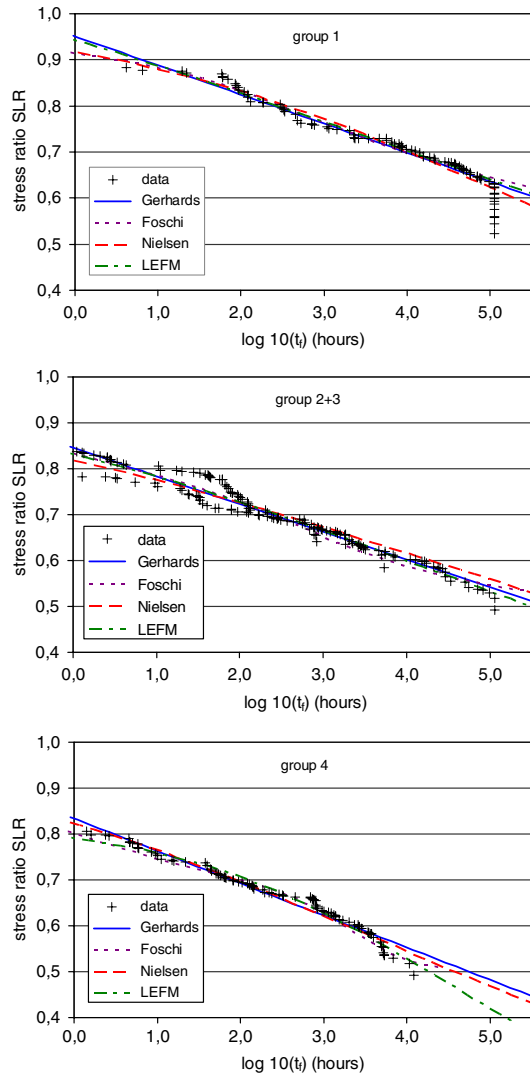 group 1
stress ratio SLR
1,0
0,9
0,8
0,7
0,6
0,5
0,4
data
Gerhards
Foschi
Nielsen
LEFM
0,0 1,0 2,0 3,0 4,0 5,0
log 10(tf) (hours)
group 2+3
stress ratio SLR
1,0
0,9
0,8
0,7
0,6
0,5
0,4
data
Gerhards
Foschi
Nielsen
LEFM
0,0 1,0 2,0 3,0 4,0 5,0
log 10(tf) (hours)
group 4
stress ratio SLR
1,0
0,9
0,8
0,7
0,6
0,5
0,4
data
Gerhards
Foschi
Nielsen
LEFM
0,0 1,0 2,0 3,0 4,0 5,0
log 10(tf) (hours)